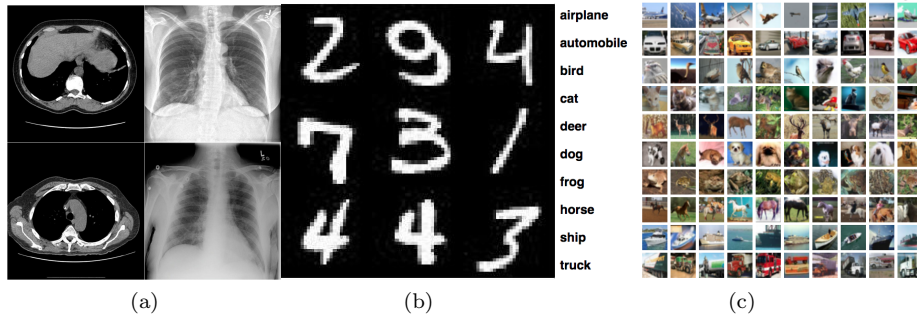 2 9 4
7 3 1
4 4 3
airplane
automobile
bird
cat
deer
dog
frog
horse
ship
truck
(a)
(b)
(c)